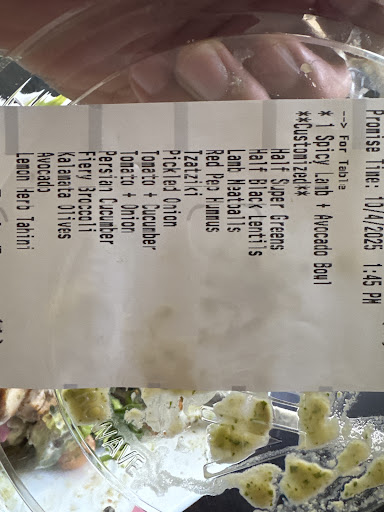 Promise Time: 11/4/2025 1:45 PM
--> For Table
* 1 Spicy Lamb + Avocado Bowl
**Customized**
Half Super Greens
Half Black Lentils
Red Pep Hummus
Lamb Meatballs
Tzatziki
Pickled Onion
Tomato + Cucumber
Tomato + Onion
Persian Cucumber
Fiery Broccoli
Kalamata Olives
Avocado
Lemon Herb Tahini